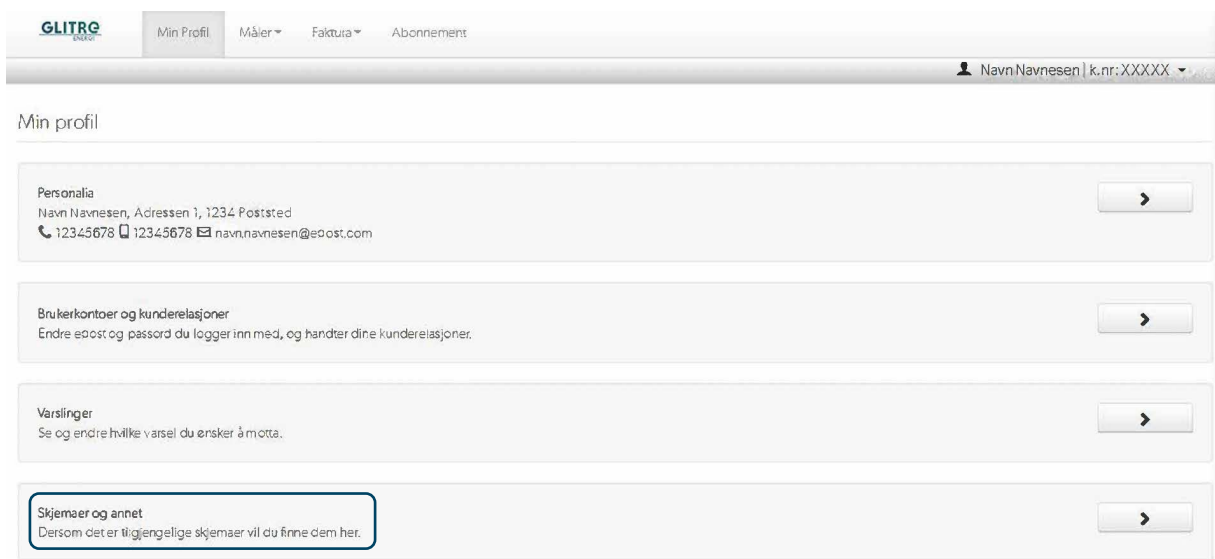 GLITRE
ENERGI
Min Profil Måler Faktura Abonnement
Navn Navnesen | k.nr: XXXXX
Min profil
Personalia
Navn Navnesen, Adressen 1, 1234 Poststed
12345678 12345678 navn.navnesen@epost.com
Brukerkontoer og kunderelasjoner
Endre epost og passord du logger inn med, og håndter dine kunderelasjoner.
Varslinger
Se og endre hvilke varsel du ønsker å motta.
Skjemaer og annet
Dersom det er tilgjengelige skjemaer vil du finne dem her.